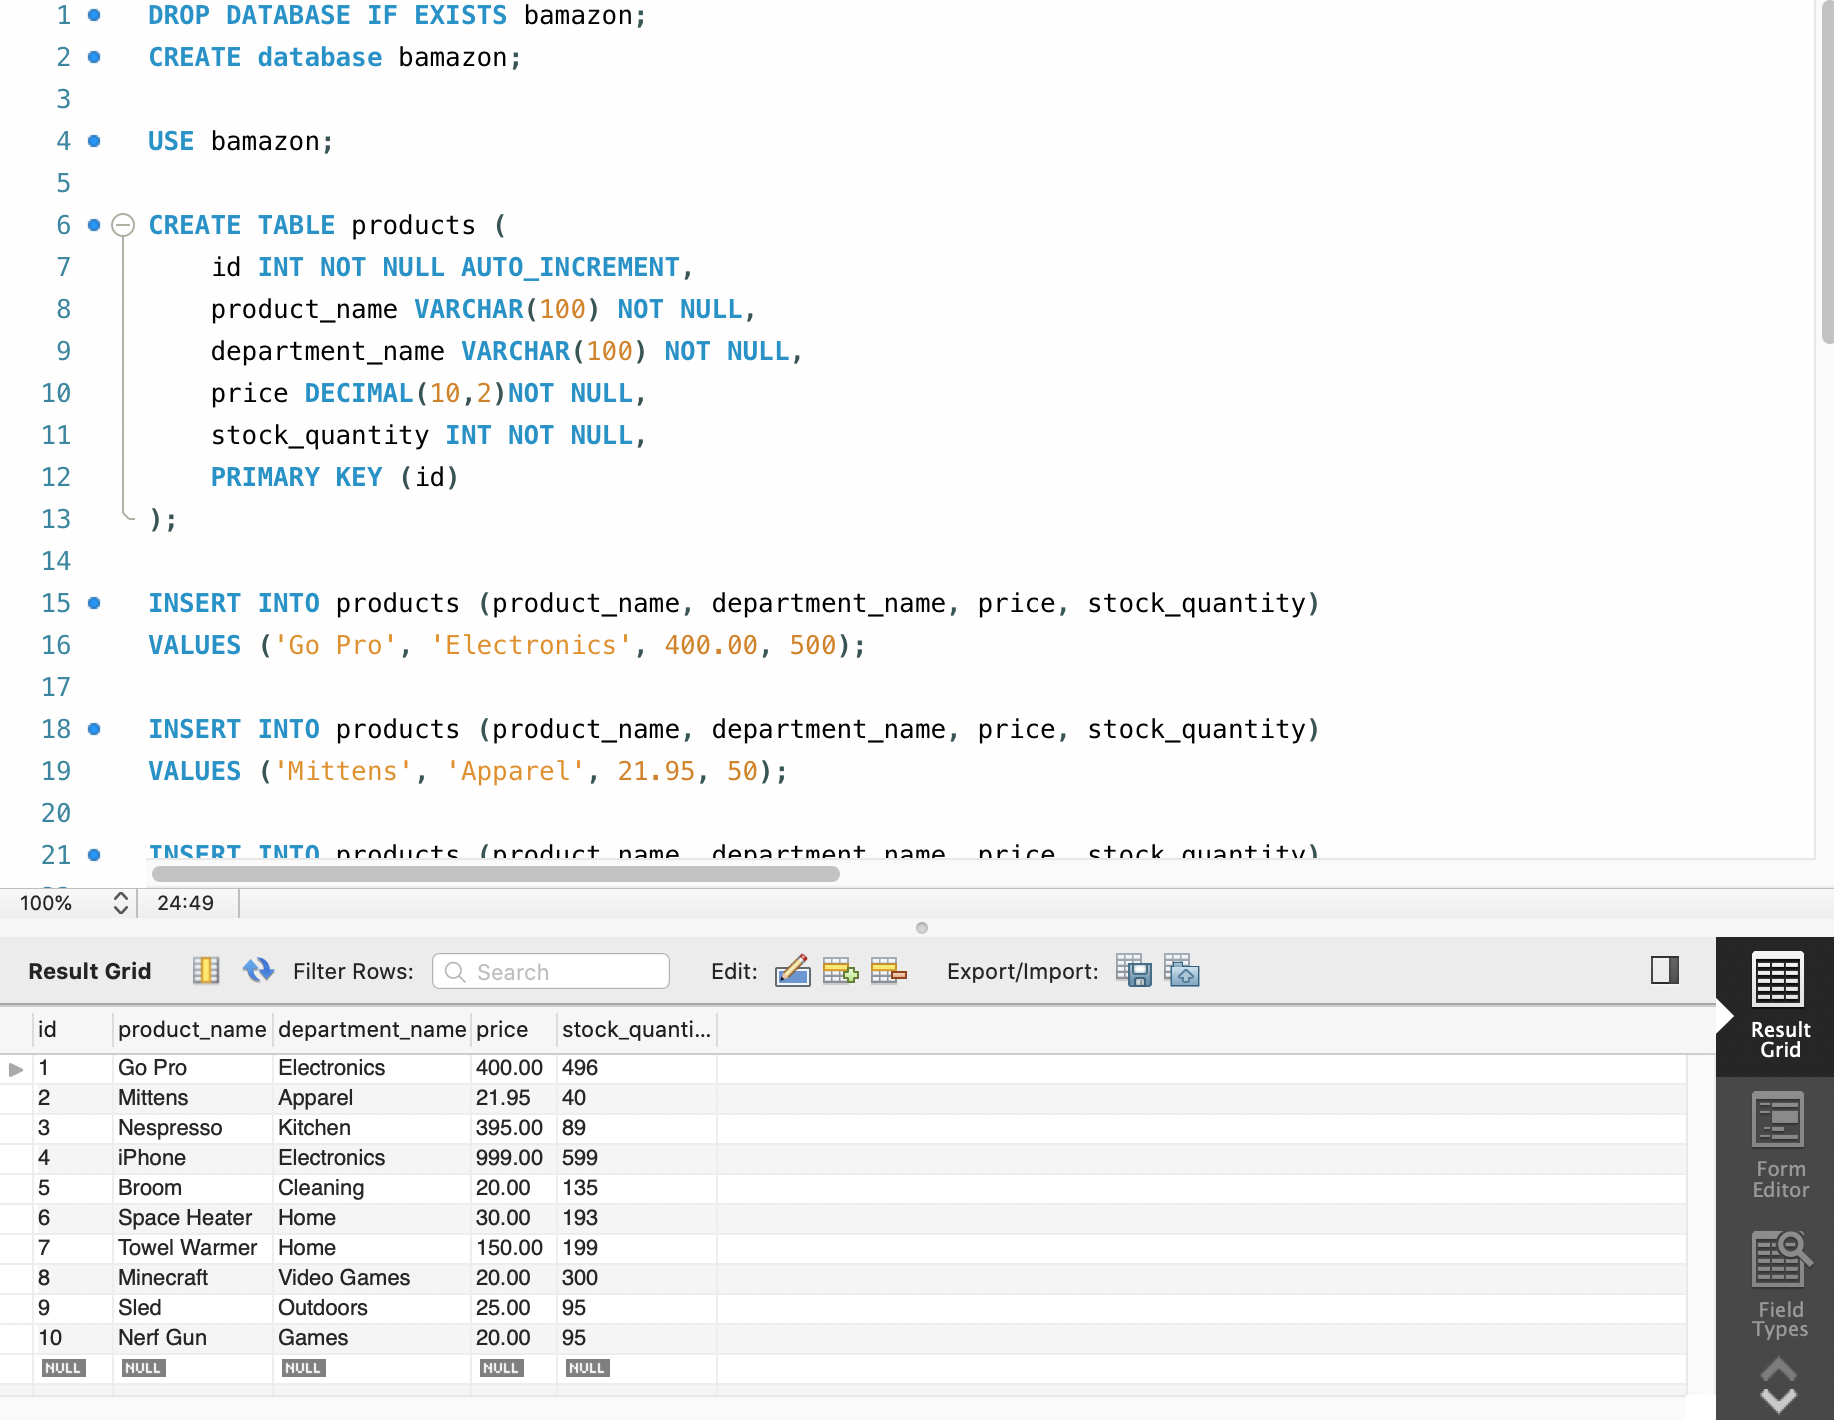 1 DROP DATABASE IF EXISTS bamazon;
2 CREATE database bamazon;
3
4 USE bamazon;
5
6 CREATE TABLE products (
7 id INT NOT NULL AUTO_INCREMENT,
8 product_name VARCHAR(100) NOT NULL,
9 department_name VARCHAR(100) NOT NULL,
10 price DECIMAL(10,2)NOT NULL,
11 stock_quantity INT NOT NULL,
12 PRIMARY KEY (id)
13 );
14
15 INSERT INTO products (product_name, department_name, price, stock_quantity)
16 VALUES ('Go Pro', 'Electronics', 400.00, 500);
17
18 INSERT INTO products (product_name, department_name, price, stock_quantity)
19 VALUES ('Mittens', 'Apparel', 21.95, 50);
20
21 INSERT INTO products (product_name, department_name, price, stock_quantity)
100% 24:49
Result Grid Filter Rows: Search Edit: Export/Import:
id product_name department_name price stock_quanti...
1 Go Pro Electronics 400.00 496
2 Mittens Apparel 21.95 40
3 Nespresso Kitchen 395.00 89
4 iPhone Electronics 999.00 599
5 Broom Cleaning 20.00 135
6 Space Heater Home 30.00 193
7 Towel Warmer Home 150.00 199
8 Minecraft Video Games 20.00 300
9 Sled Outdoors 25.00 95
10 Nerf Gun Games 20.00 95
NULL NULL NULL NULL NULL
Result
Grid
Form
Editor
Field
Types